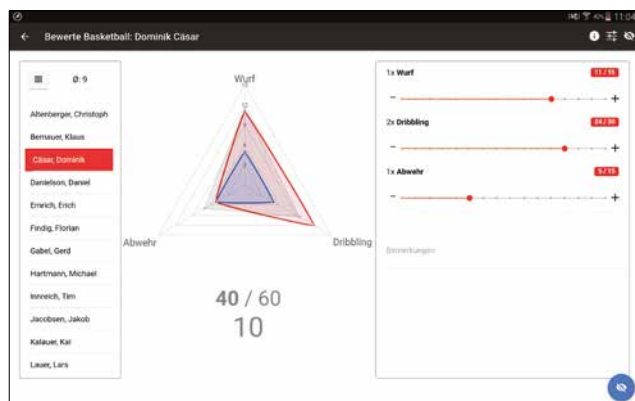 11:04
Bewerte Basketball: Dominik Cäsar
Ø: 9
Altenberger, Christoph
Bernauer, Klaus
Cäsar, Dominik
Danielson, Daniel
Emrich, Erich
Findig, Florian
Gabel, Gerd
Hartmann, Michael
Innreich, Tim
Jacobsen, Jakob
Kalauer, Kai
Lauer, Lars
Wurf
Abwehr
Dribbling
40 / 60
10
1x Wurf
11 / 15
2x Dribbling
24 / 30
1x Abwehr
5 / 15
Bemerkungen